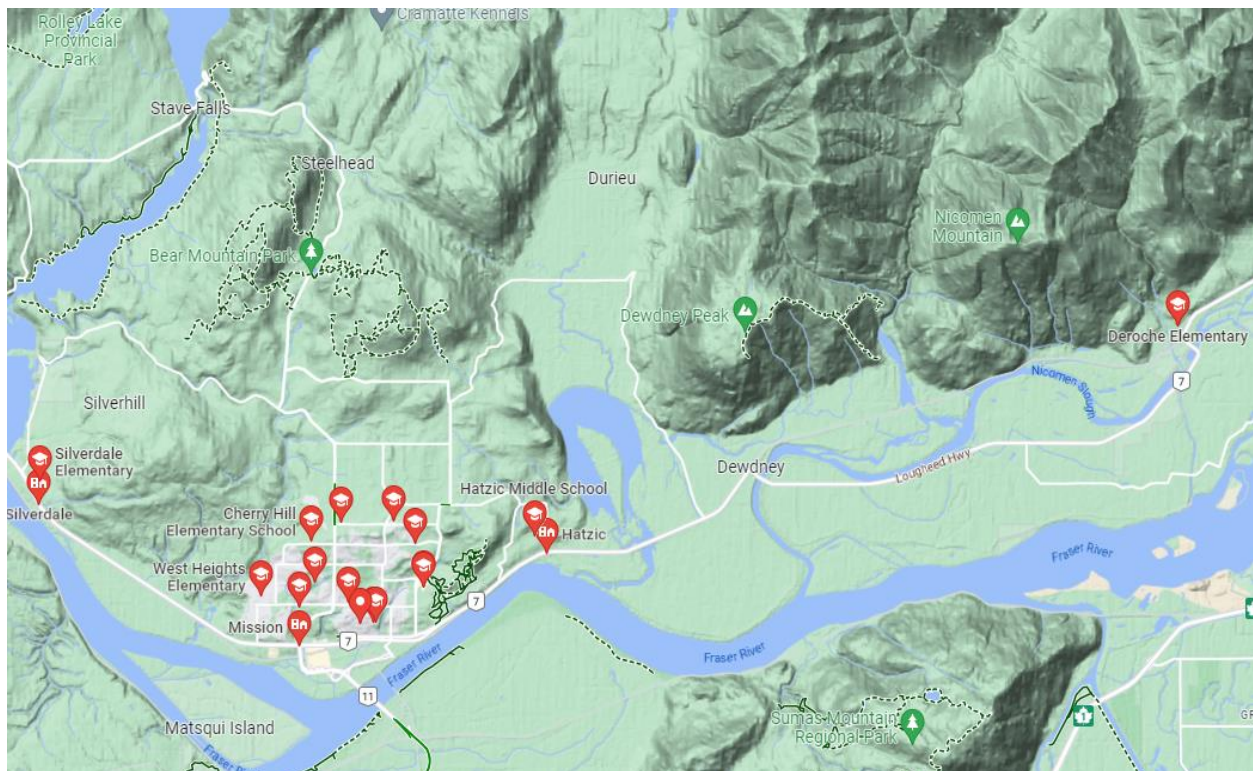 Cramatte Kennels
Rolley Lake
Provincial
Park
Stave Falls
Steelhead
Durieu
Nicomen
Mountain
Bear Mountain Park
Dewdney Peak
Deroche Elementary
7
Nicomen Slough
Silverhill
Silverdale
Elementary
Silverdale
Dewdney
Lougheed Hwy
Hatzic Middle School
Hatzic
Cherry Hill
Elementary School
West Heights
Elementary
Fraser River
Mission
7
7
Fraser River
Fraser River
11
Matsqui Island
Sumas Mountain
Regional Park
1